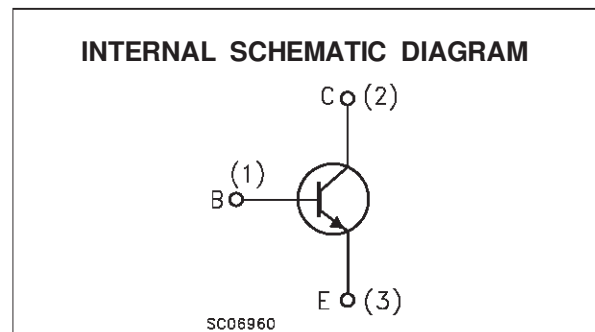 INTERNAL SCHEMATIC DIAGRAM
C (2)
(1)
B
E (3)
SC06960